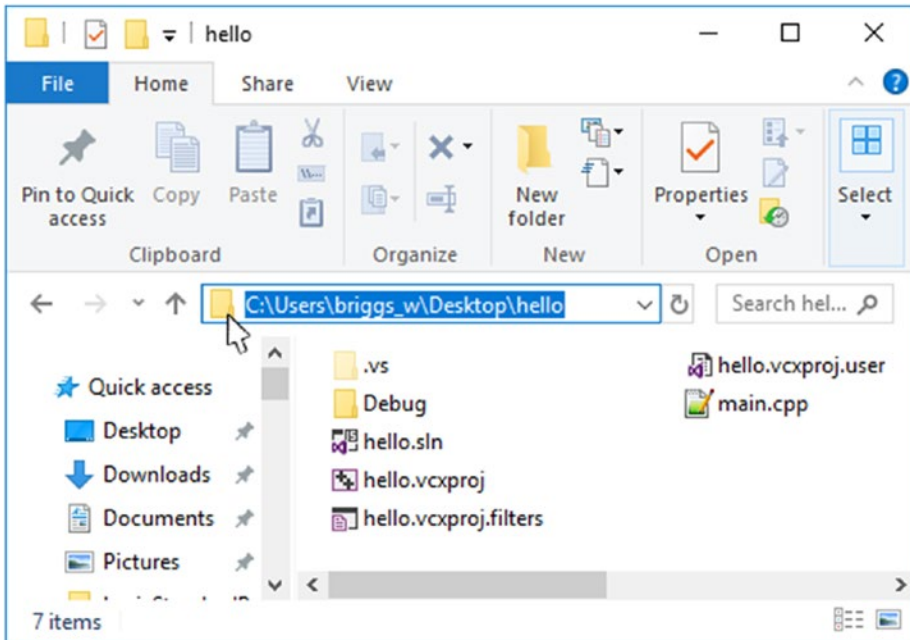 hello
File Home Share View
Pin to Quick access
Copy
Paste
New folder
Properties
Select
Clipboard Organize New Open
C:\Users\briggs_w\Desktop\hello
Search hel...
Quick access
Desktop
Downloads
Documents
Pictures
.vs
Debug
hello.sln
hello.vcxproj
hello.vcxproj.filters
hello.vcxproj.user
main.cpp
7 items